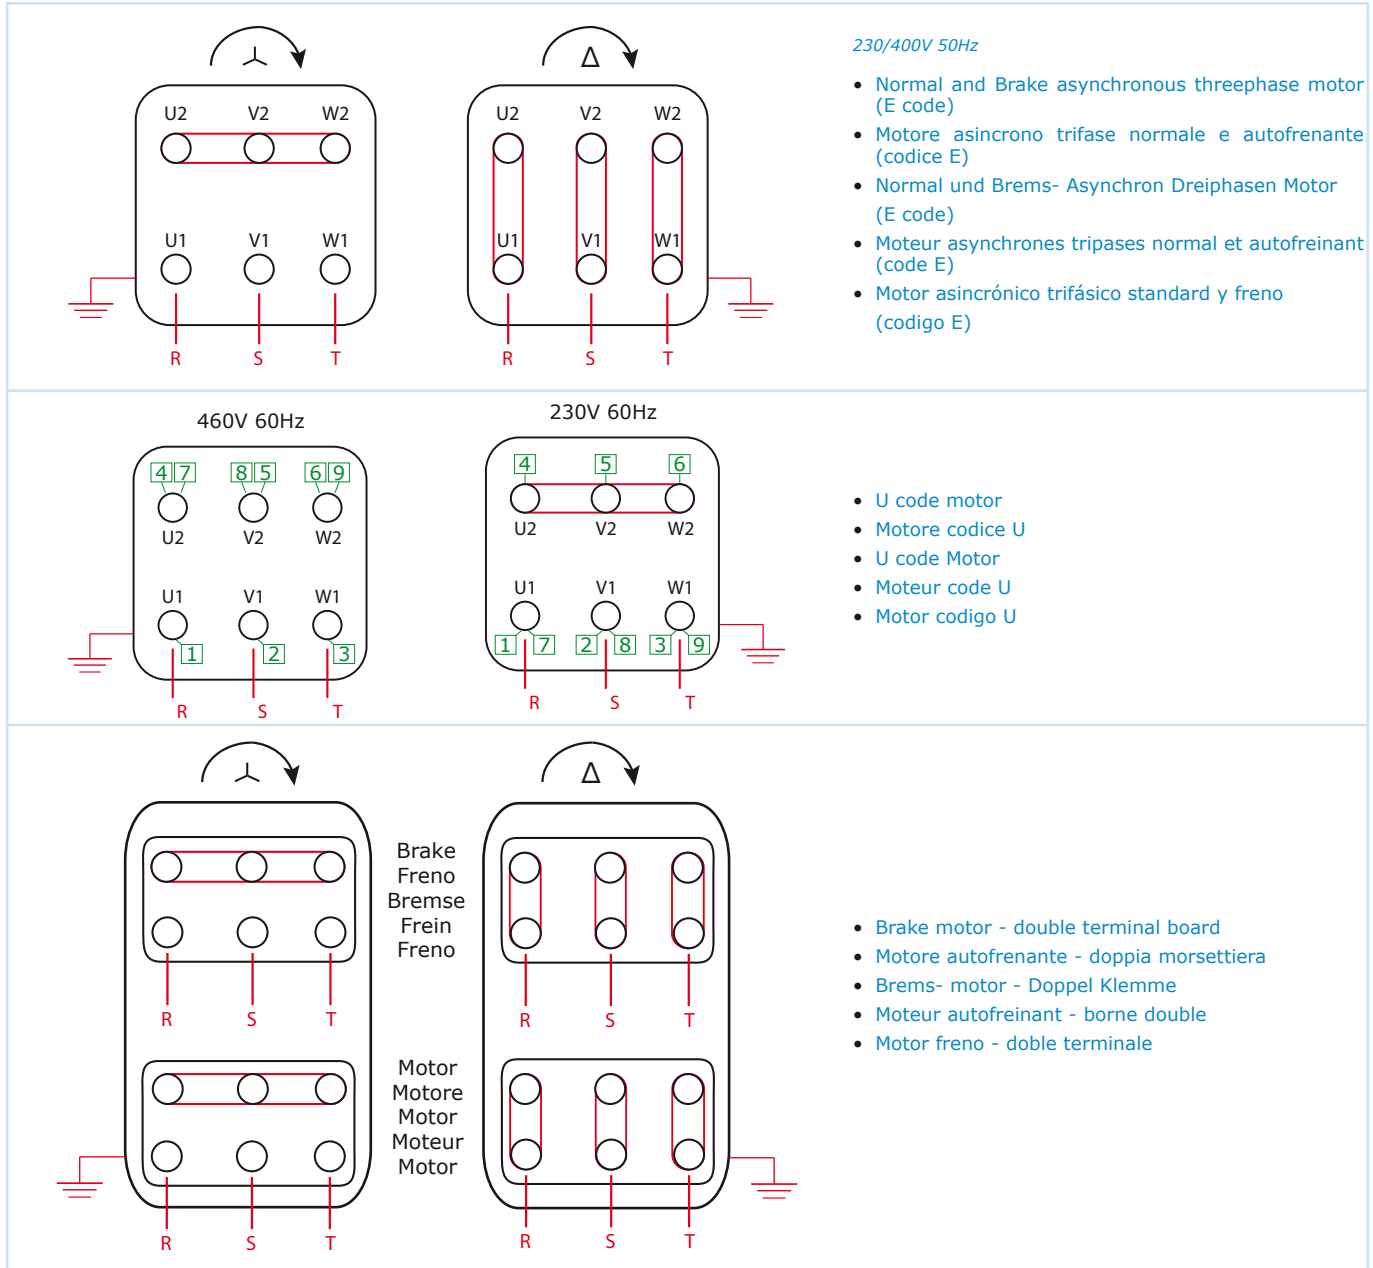 Δ
230/400V 50Hz
U2 V2 W2
U2 V2 W2
U1 V1 W1
U1 V1 W1
R S T
R S T
• Normal and Brake asynchronous threephase motor
(E code)
• Motore asincrono trifase normale e autofrenante
(codice E)
• Normal und Brems- Asynchron Dreiphasen Motor
(E code)
• Moteur asynchrones tripases normal et autofreinant
(code E)
• Motor asincrónico trifásico standard y freno
(codigo E)
460V 60Hz
4 7 8 5 6 9
U2 V2 W2
U1 V1 W1
1 2 3
R S T
230V 60Hz
4 5 6
U2 V2 W2
U1 V1 W1
1 7 2 8 3 9
R S T
• U code motor
• Motore codice U
• U code Motor
• Moteur code U
• Motor codigo U
Δ
Brake
Freno
Bremse
Frein
Freno
R S T
R S T
Motor
Motore
Motor
Moteur
Motor
R S T
R S T
• Brake motor - double terminal board
• Motore autofrenante - doppia morsettiera
• Brems- motor - Doppel Klemme
• Moteur autofreinant - borne double
• Motor freno - doble terminale